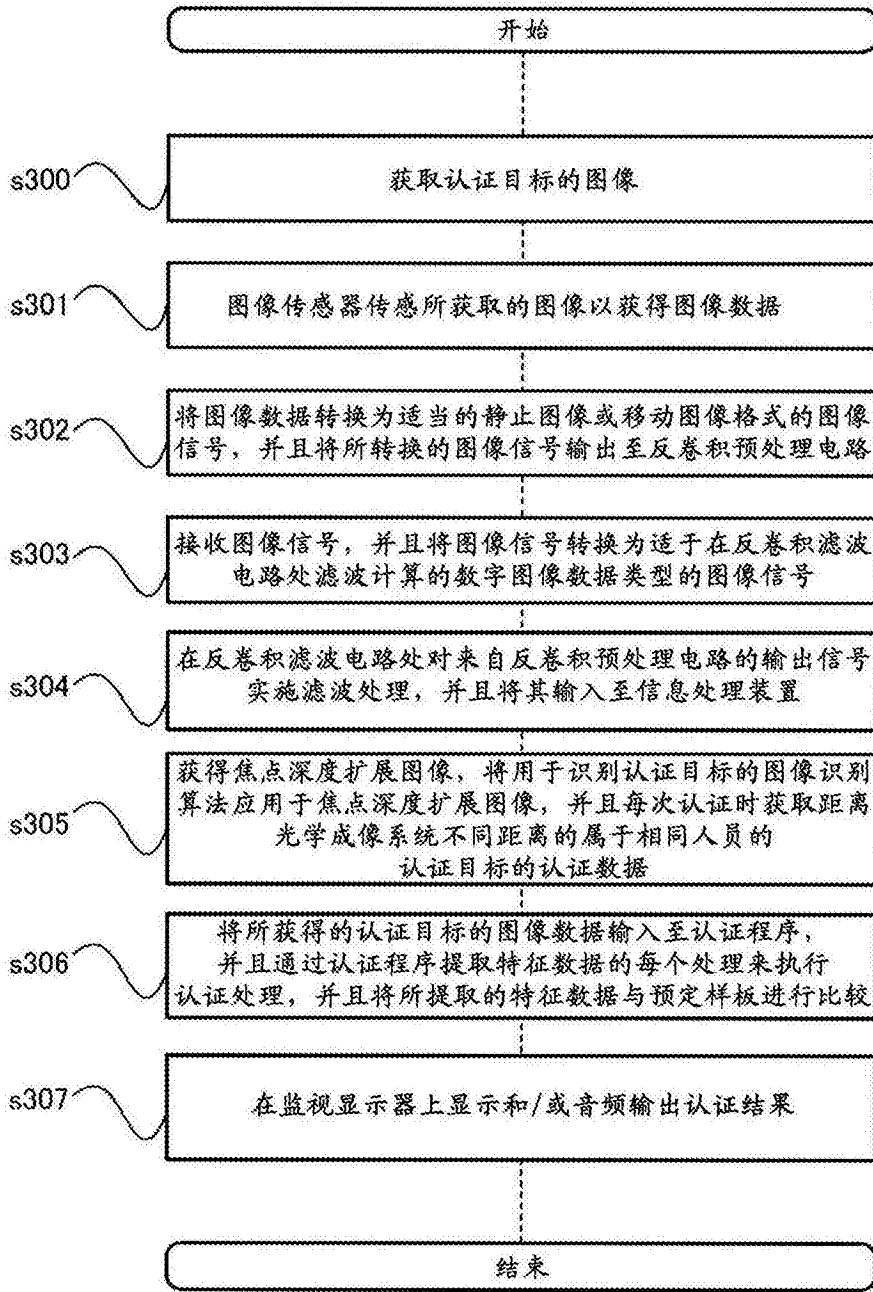 开始
s300
获取认证目标的图像
s301
图像传感器传感所获取的图像以获得图像数据
s302
将图像数据转换为适当的静止图像或移动图像格式的图像
信号，并且将所转换的图像信号输出至反卷积预处理电路
s303
接收图像信号，并且将图像信号转换为适于在反卷积滤波
电路处滤波计算的数字图像数据类型的图像信号
s304
在反卷积滤波电路处对来自反卷积预处理电路的输出信号
实施滤波处理，并且将其输入至信息处理装置
s305
获得焦点深度扩展图像，将用于识别认证目标的图像识别
算法应用于焦点深度扩展图像，并且每次认证时获取距离
光学成像系统不同距离的属于相同人员的
认证目标的认证数据
s306
将所获得的认证目标的图像数据输入至认证程序，
并且通过认证程序提取特征数据的每个处理来执行
认证处理，并且将所提取的特征数据与预定样板进行比较
s307
在监视显示器上显示和/或音频输出认证结果
结束